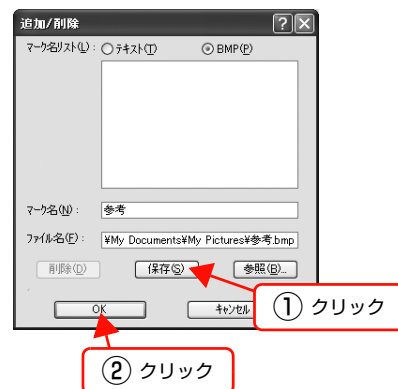 追加/削除
マーク名リスト(L): テキスト(T) BMP(P)
マーク名(N): 参考
ファイル名(F): ¥My Documents¥My Pictures¥参考.bmp
削除(D) 保存(S) 参照(B)...
OK キャンセル
① クリック
② クリック